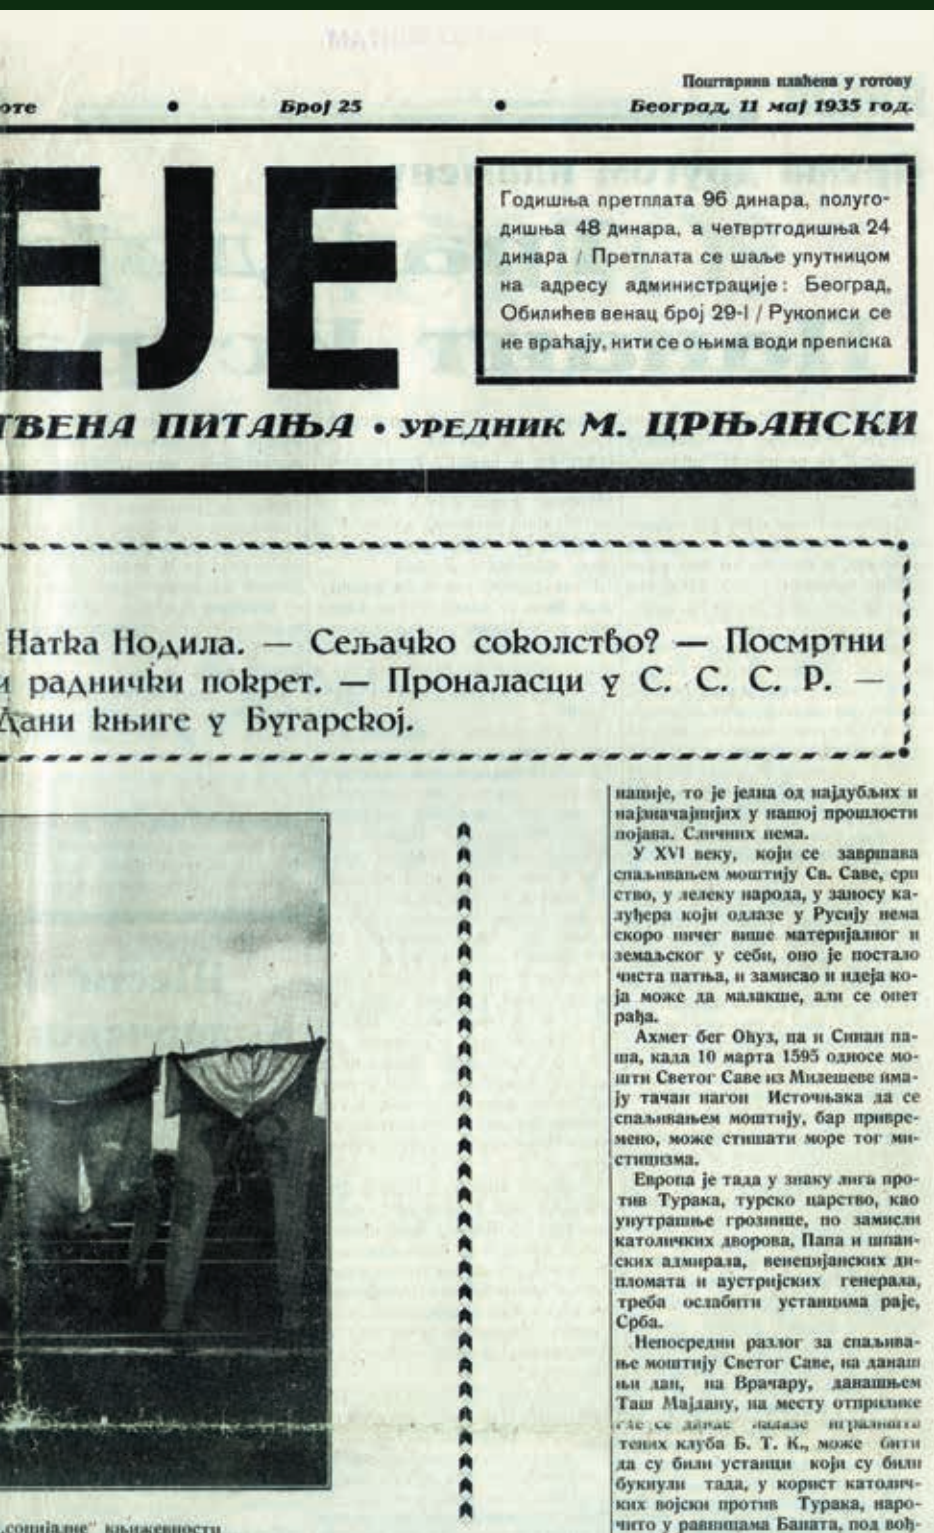 Поштарина плаћена у готову
оте • Број 25 • Београд, 11 мај 1935 год.
ЕЈЕ
Годишња претплата 96 динара, полуго-
дишња 48 динара, а четвртгодишња 24
динара / Претплата се шаље упутницом
на адресу администрације: Београд,
Обилићев венац број 29-I / Рукописи се
не враћају, нити се о њима води преписка
ТВЕНА ПИТАЊА • УРЕДНИК М. ЦРЊАНСКИ
Натка Нодила. — Сељачко соколство? — Посмртни
и раднички покрет. — Проналасци у С. С. С. Р. —
Дани књиге у Бугарској.
нације, то је једна од најдубљих и
најзначајнијих у нашој прошлости
појава. Сличних нема.
У XVI веку, који се завршава
спаљивањем моштију Св. Саве, срп
ство, у лелеку народа, у заносу ка-
луђера који одлазе у Русију нема
скоро ничег више материјалног и
земаљског у себи, оно је постало
чиста патња, и замисао и идеја ко-
ја може да малакше, али се опет
рађа.
Ахмет бег Оћуз, па и Синан па-
ша, када 10 марта 1595 односе мо-
шти Светог Саве из Милешеве има-
ју тачан нагон Источњака да се
спаљивањем моштију, бар привре-
мено, може стишати море тог ми-
стицизма.
Европа је тада у знаку лига про-
тив Турака, турско царство, као
унутрашње грознице, по замисли
католичких дворова, Папа и шпан-
ских адмирала, венецијанских ди-
пломата и аустријских генерала,
треба ослабити устанцима раје,
Срба.
Непосредни разлог за спаљива-
ње моштију Светог Саве, на данаш
њи дан, на Врачару, данашњем
Таш Мајдану, на месту отприлике
где се данас налазе игралишта
тенис клуба Б. Т. К., може бити
да су били устанци који су били
букнули тада, у корист католич-
ких војски против Турака, наро-
чито у равницама Баната, под вођ-
„социјалне“ књижевности